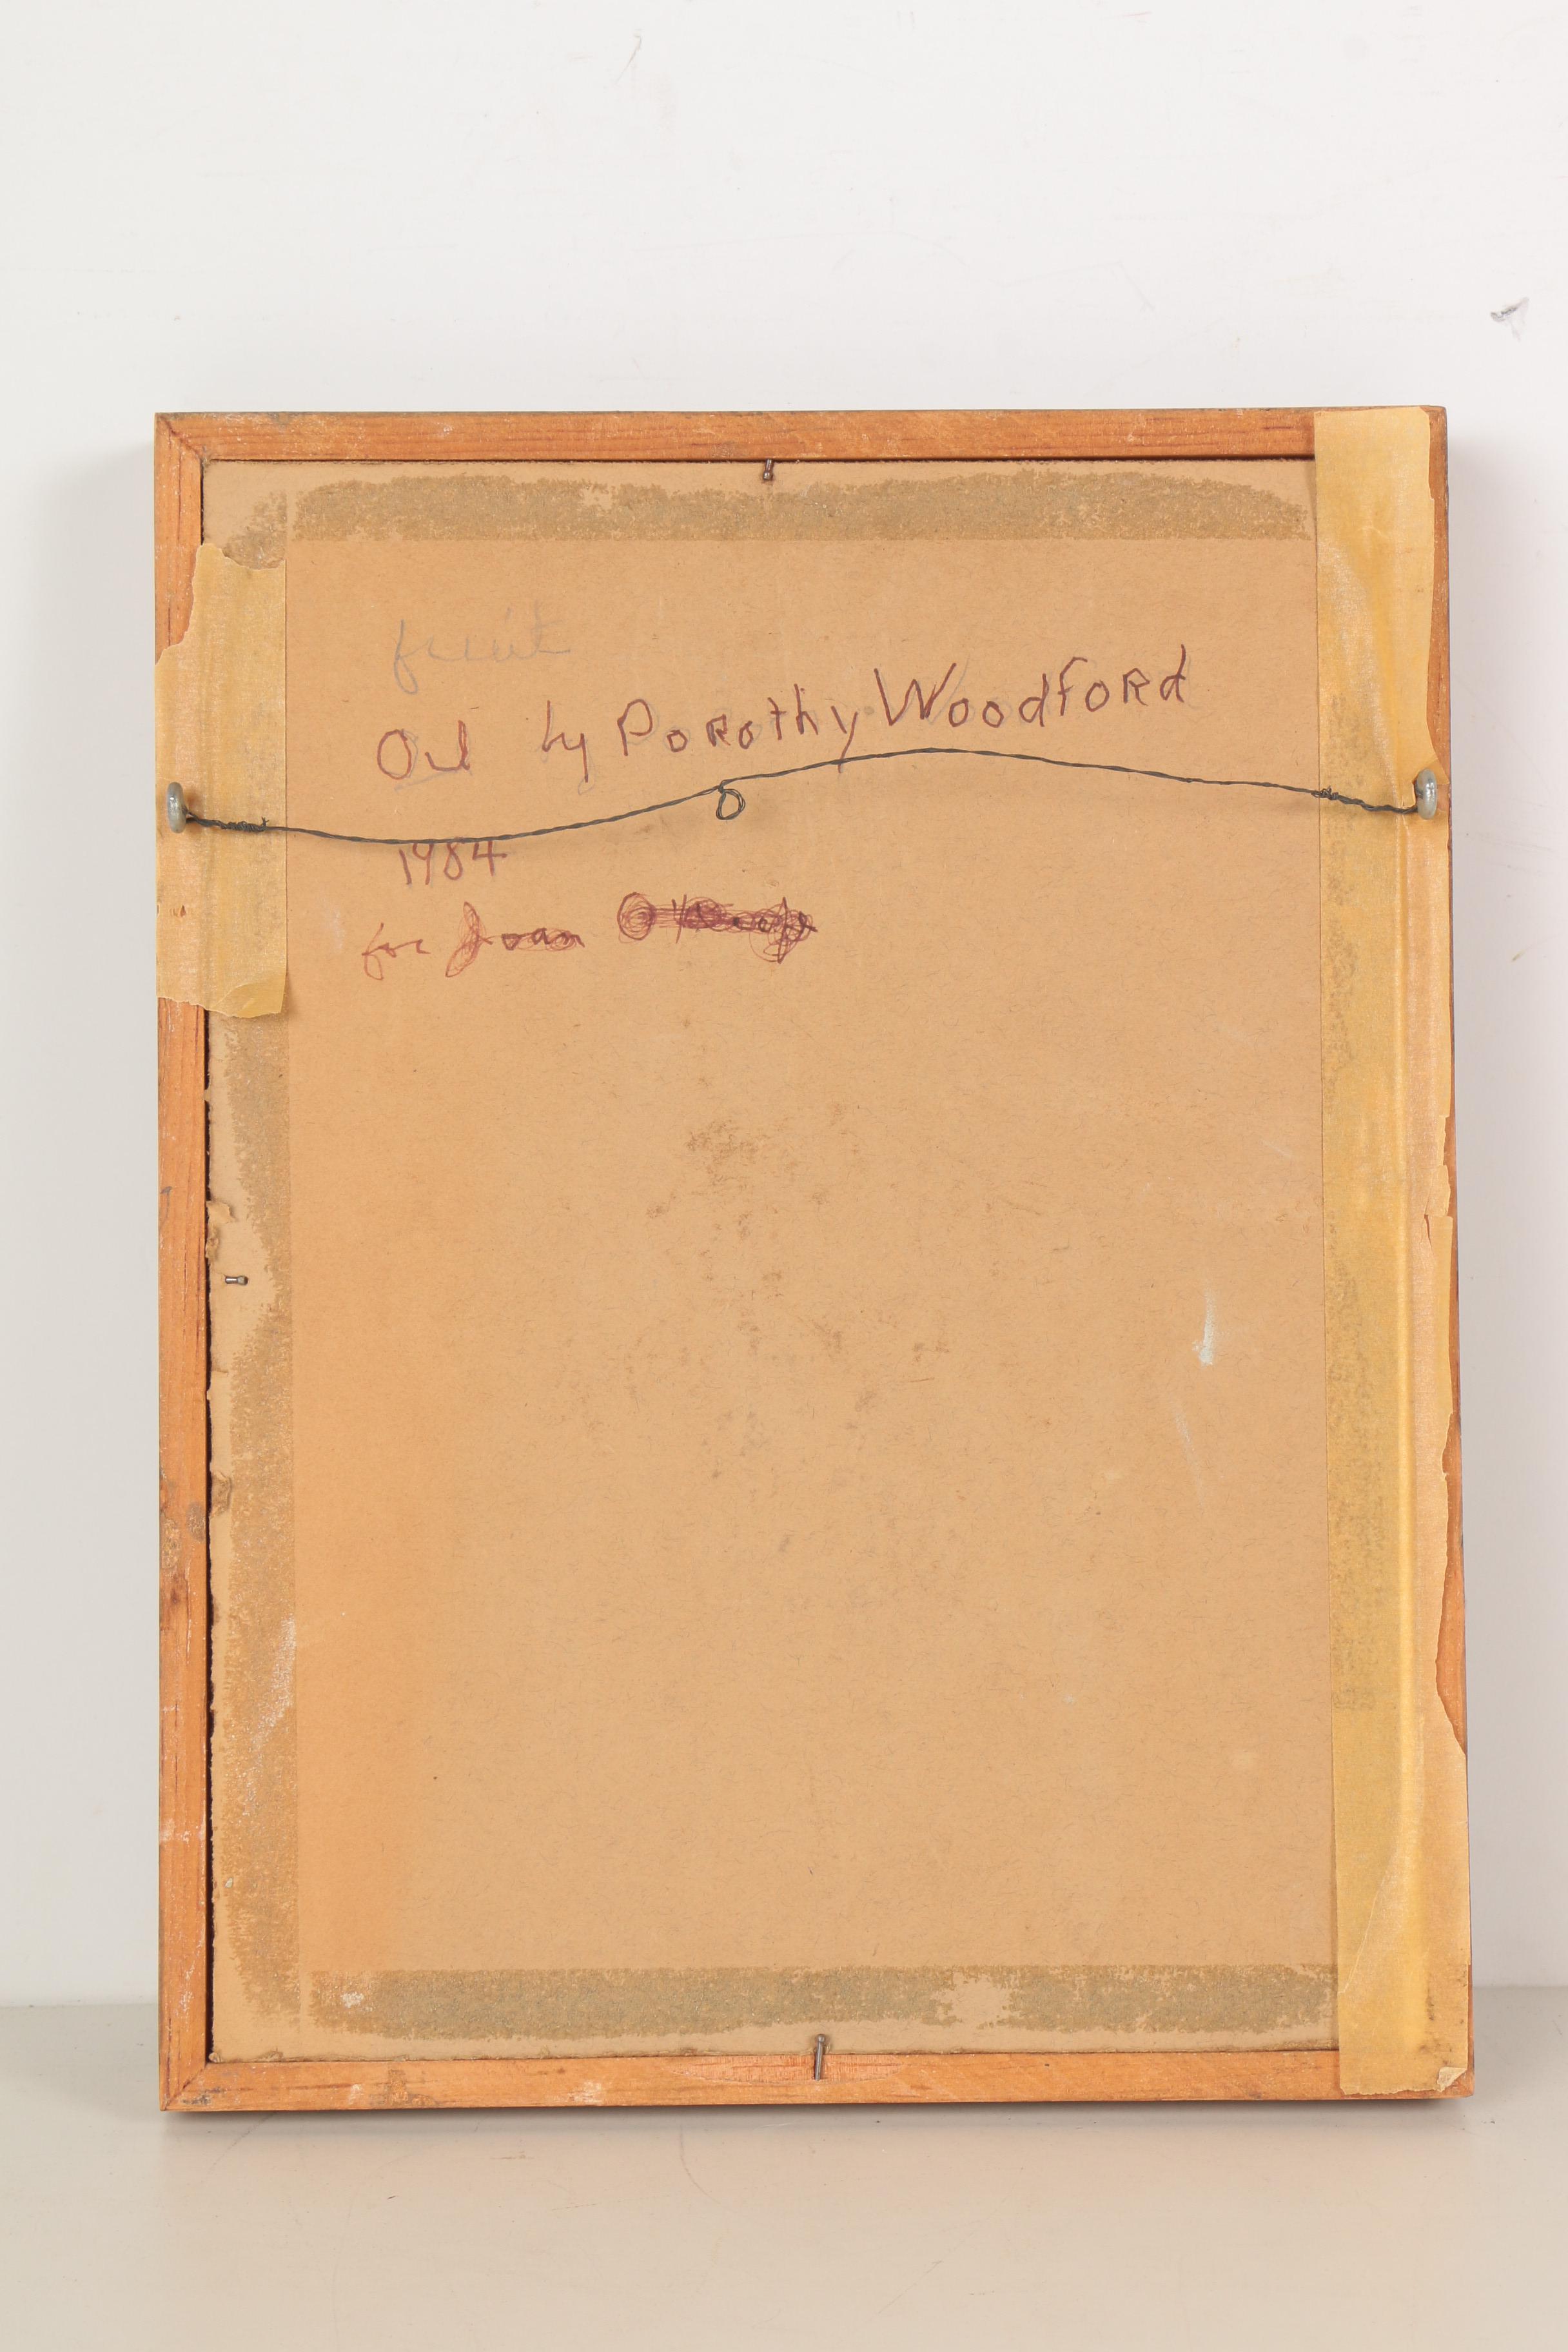 fruit
Oil by Dorothy Woodford
1984
for Joan